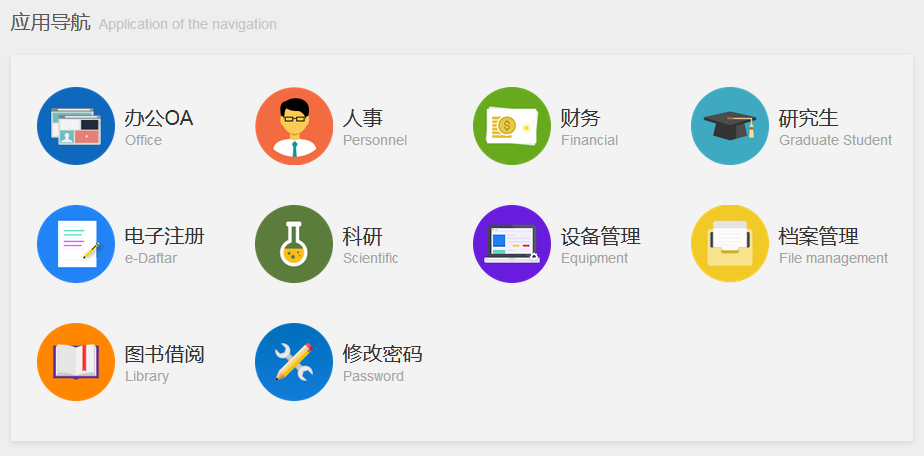 应用导航 Application of the navigation
办公OA
Office
人事
Personnel
财务
Financial
研究生
Graduate Student
电子注册
e-Daftar
科研
Scientific
设备管理
Equipment
档案管理
File management
图书借阅
Library
修改密码
Password